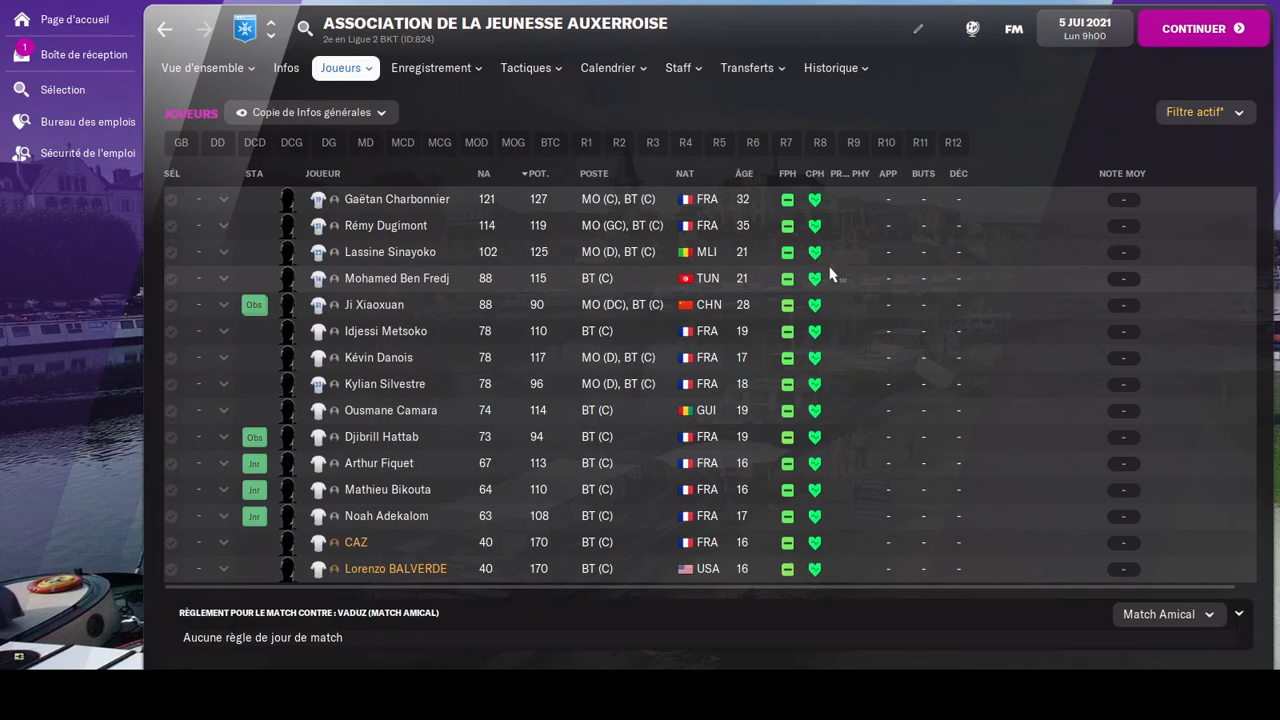 Page d'accueil
1
Boîte de réception
Sélection
Bureau des emplois
Sécurité de l'emploi
ASSOCIATION DE LA JEUNESSE AUXERROISE
2e en Ligue 2 BKT (ID:824)
FM
5 JUI 2021
Lun 9h00
CONTINUER
Vue d'ensemble Infos Joueurs Enregistrement Tactiques Calendrier Staff Transferts Historique
JOUEURS Copie de Infos générales Filtre actif*
GB DD DCD DCG DG MD MCD MCG MOD MOG BTC R1 R2 R3 R4 R5 R6 R7 R8 R9 R10 R11 R12
SÉL STA JOUEUR NA POT. POSTE NAT ÂGE FPH CPH PR... PHY APP BUTS DÉC NOTE MOY
- 19 Gaëtan Charbonnier 121 127 MO (C), BT (C) FRA 32 - - - -
- 21 Rémy Dugimont 114 119 MO (GC), BT (C) FRA 35 - - - -
- Lassine Sinayoko 102 125 MO (D), BT (C) MLI 21 - - - -
- Mohamed Ben Fredj 88 115 BT (C) TUN 21 - - - -
- Obs Ji Xiaoxuan 88 90 MO (DC), BT (C) CHN 28 - - - -
- Idjessi Metsoko 78 110 BT (C) FRA 19 - - - -
- Kévin Danois 78 117 MO (D), BT (C) FRA 17 - - - -
- Kylian Silvestre 78 96 MO (D), BT (C) FRA 18 - - - -
- Ousmane Camara 74 114 BT (C) GUI 19 - - - -
- Obs Djibrill Hattab 73 94 BT (C) FRA 19 - - - -
- Jnr Arthur Fiquet 67 113 BT (C) FRA 16 - - - -
- Jnr Mathieu Bikouta 64 110 BT (C) FRA 16 - - - -
- Jnr Noah Adekalom 63 108 BT (C) FRA 17 - - - -
- CAZ 40 170 BT (C) FRA 16 - - - -
- Lorenzo BALVERDE 40 170 BT (C) USA 16 - - - -
RÈGLEMENT POUR LE MATCH CONTRE : VADUZ (MATCH AMICAL) Match Amical
Aucune règle de jour de match